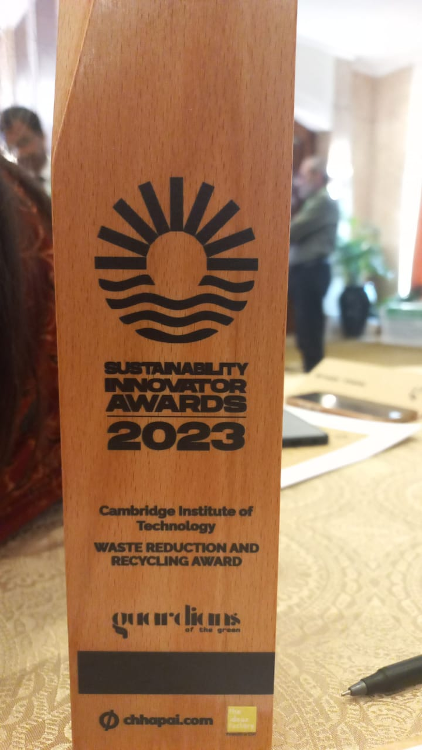 SUSTAINABILITY
INNOVATOR
AWARDS
2023
Cambridge Institute of
Technology
WASTE REDUCTION AND
RECYCLING AWARD
guardians
of the green
chhapai.com